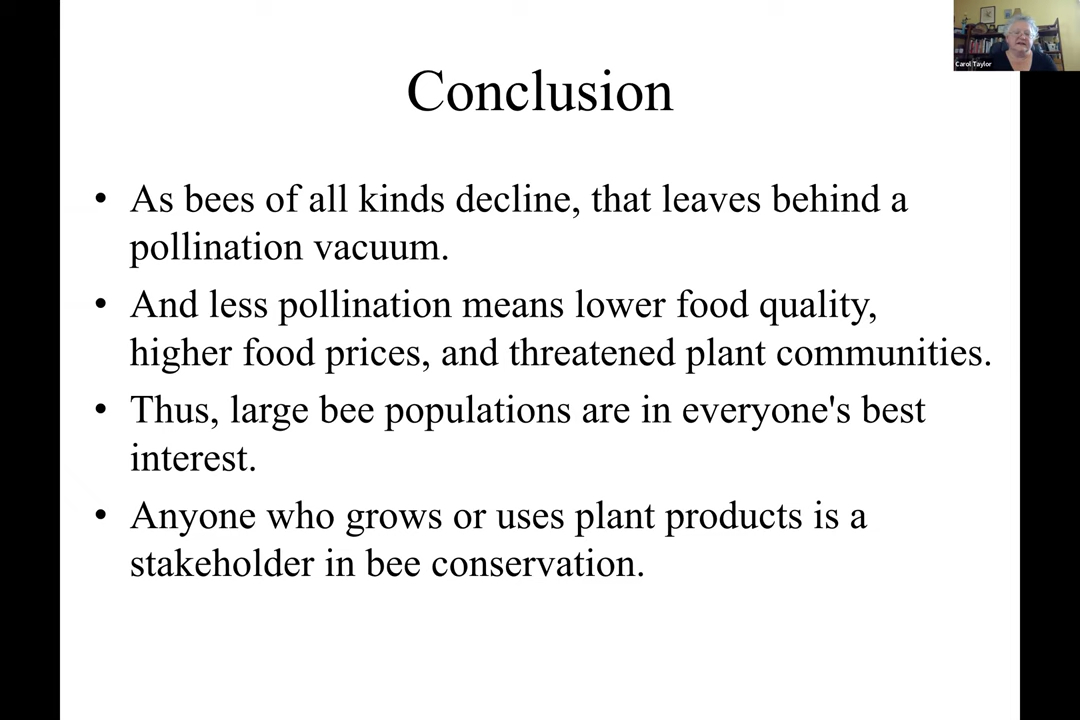 Carol Taylor
Conclusion
• As bees of all kinds decline, that leaves behind a
pollination vacuum.
• And less pollination means lower food quality,
higher food prices, and threatened plant communities.
• Thus, large bee populations are in everyone's best
interest.
• Anyone who grows or uses plant products is a
stakeholder in bee conservation.